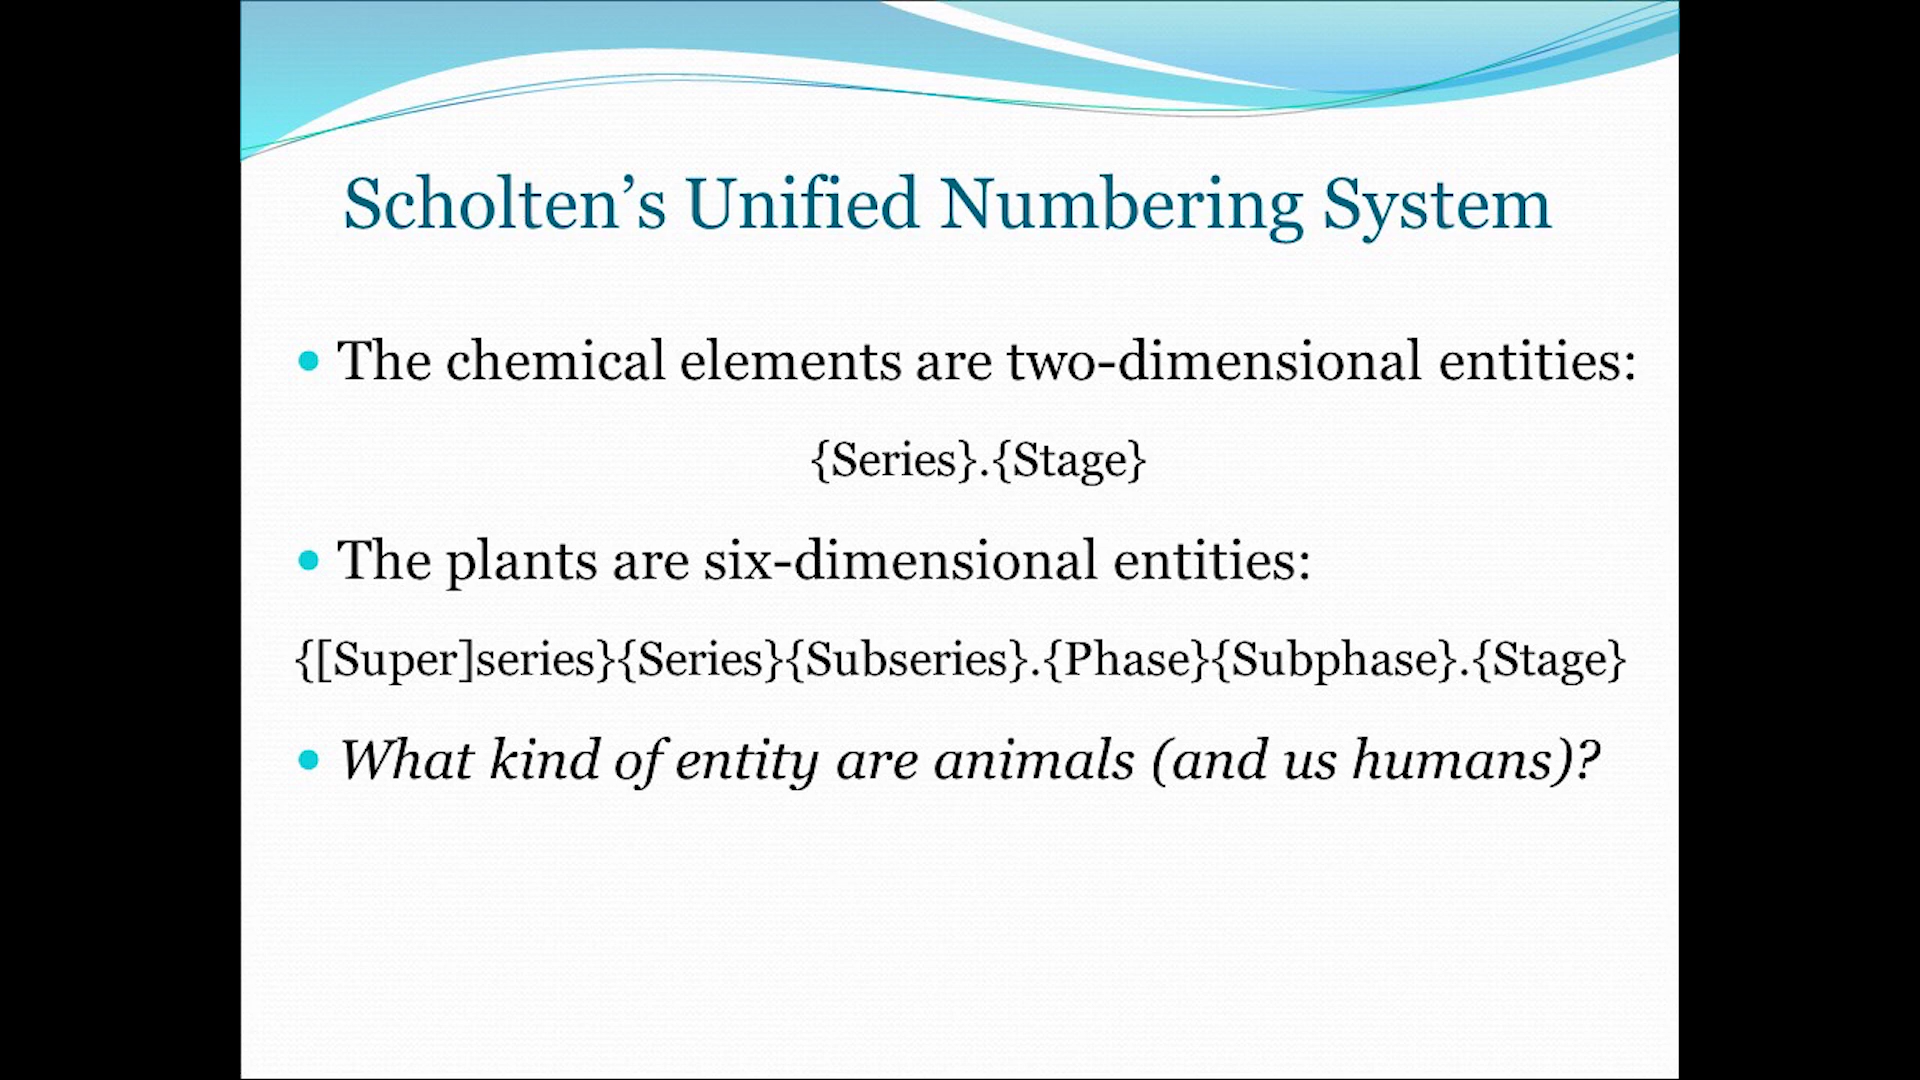 Scholten’s Unified Numbering System
The chemical elements are two-dimensional entities:
{Series}.{Stage}
The plants are six-dimensional entities:
{[Super]series}{Series}{Subseries}.{Phase}{Subphase}.{Stage}
What kind of entity are animals (and us humans)?